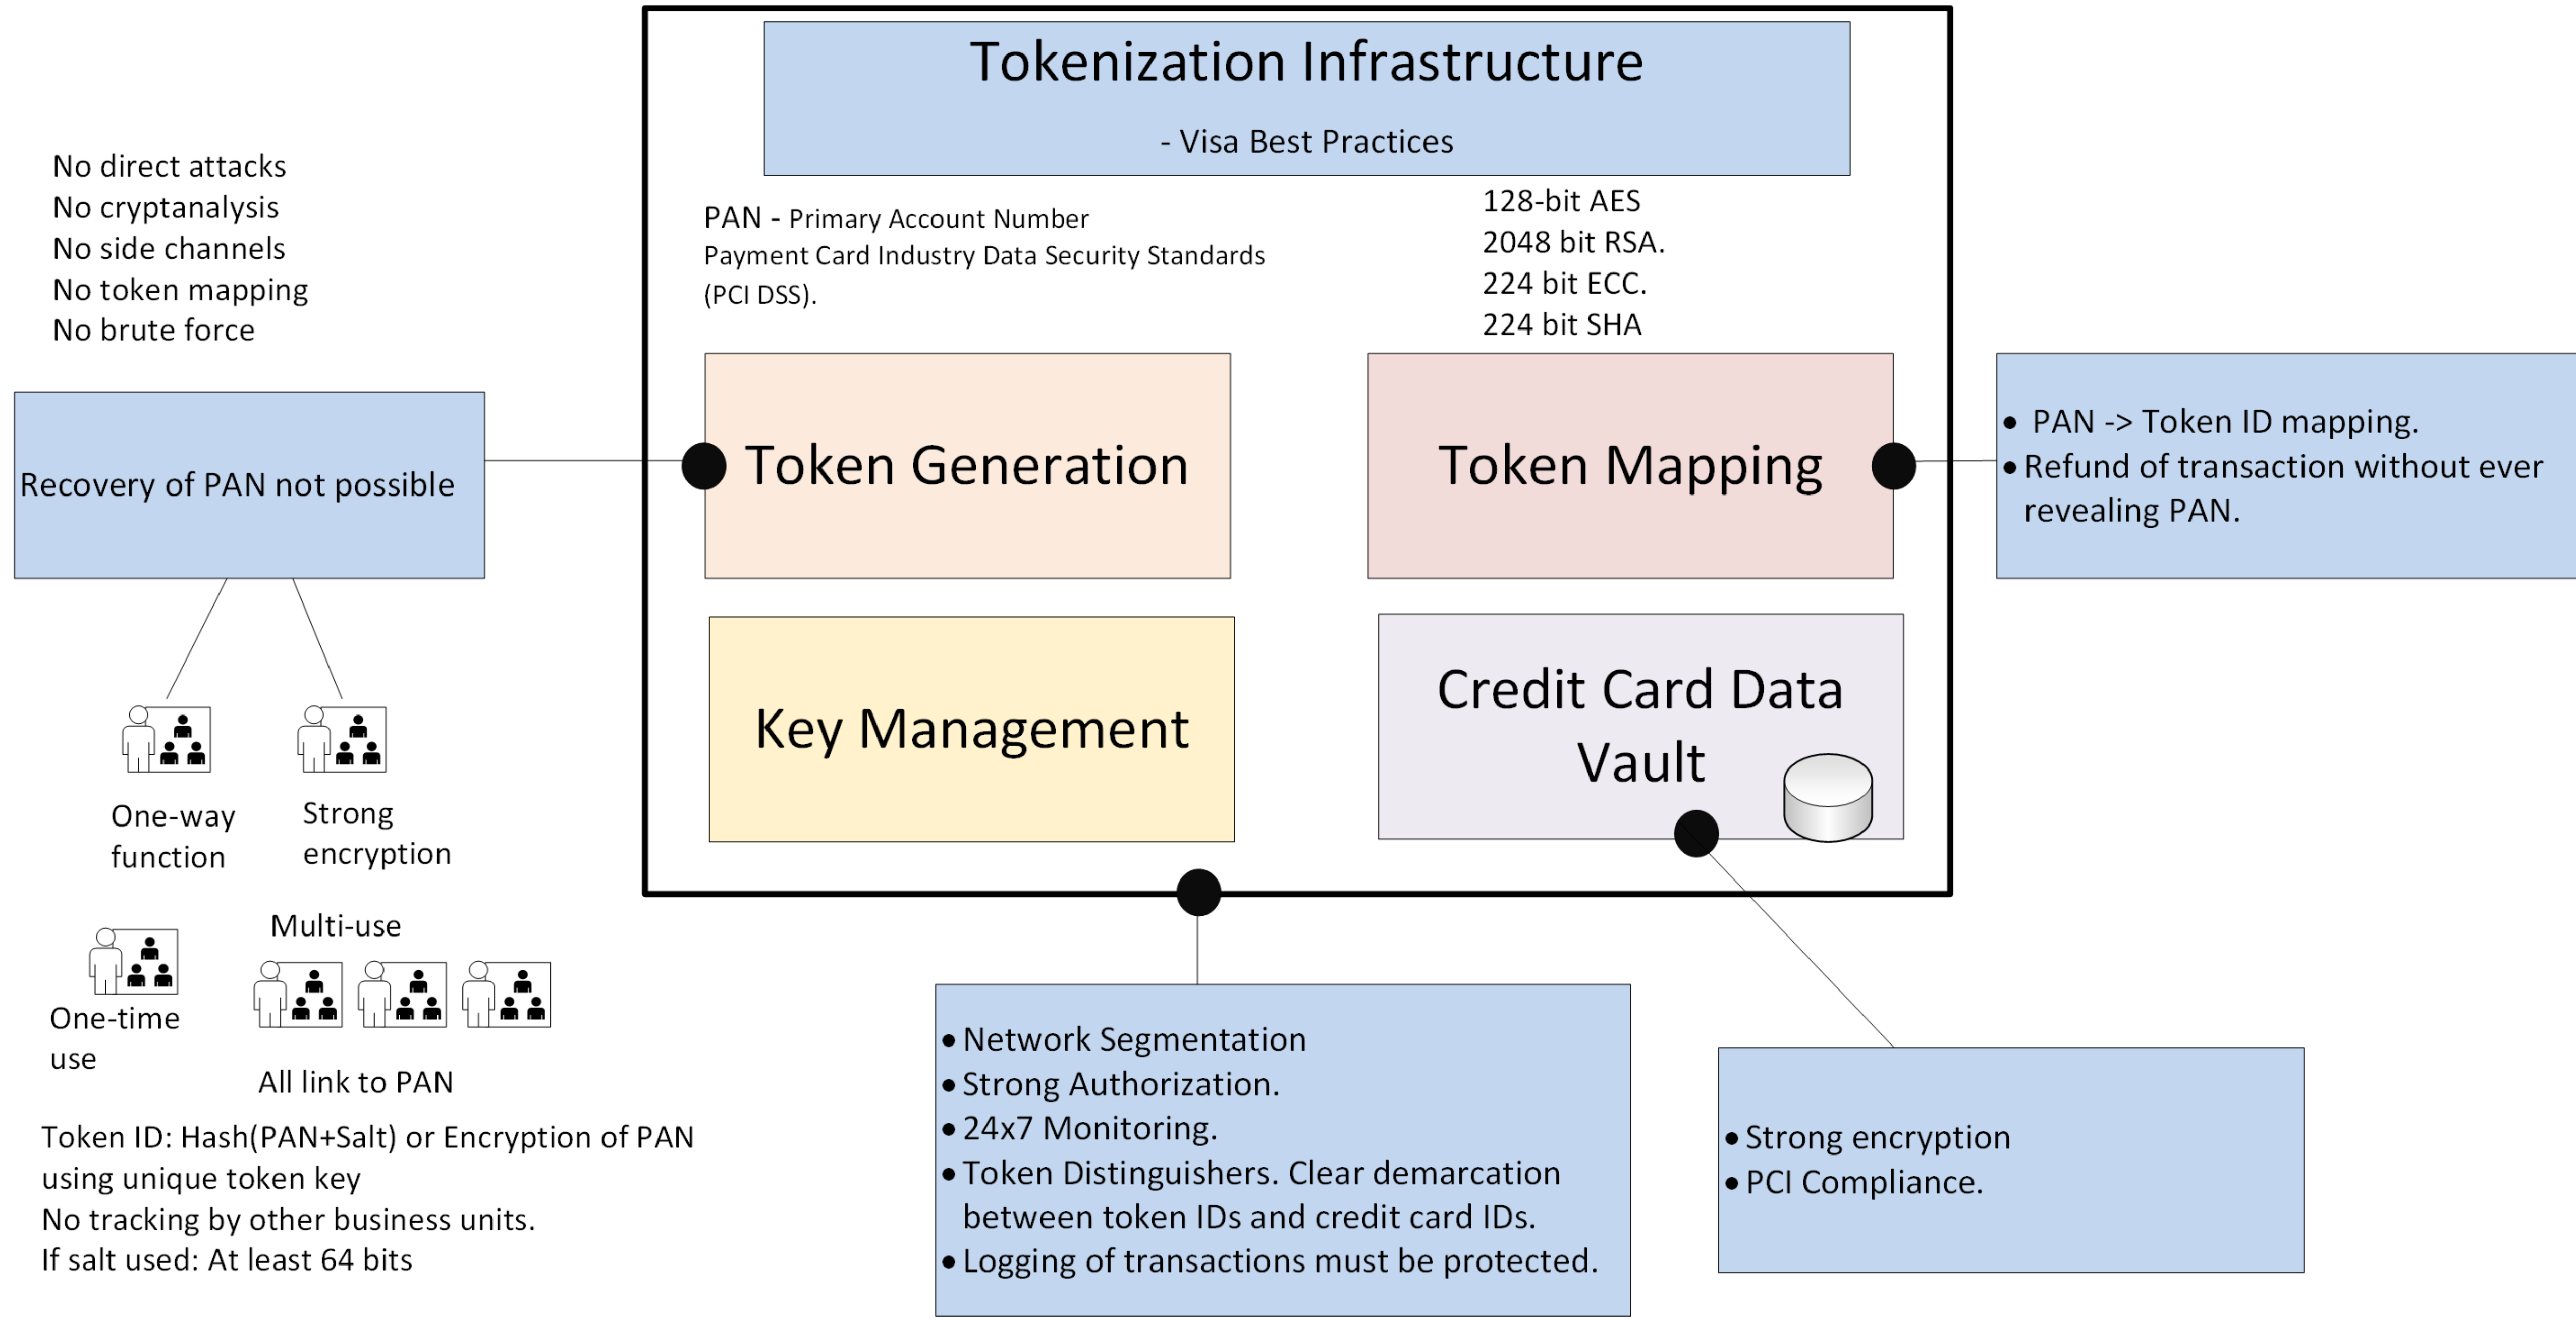 Tokenization Infrastructure
- Visa Best Practices
No direct attacks
No cryptanalysis
No side channels
No token mapping
No brute force
PAN - Primary Account Number
Payment Card Industry Data Security Standards
(PCI DSS).
128-bit AES
2048 bit RSA.
224 bit ECC.
224 bit SHA
Recovery of PAN not possible
Token Generation
Token Mapping
• PAN -> Token ID mapping.
• Refund of transaction without ever
revealing PAN.
Key Management
Credit Card Data
Vault
One-way
function
Strong
encryption
Multi-use
One-time
use
All link to PAN
Token ID: Hash(PAN+Salt) or Encryption of PAN
using unique token key
No tracking by other business units.
If salt used: At least 64 bits
• Network Segmentation
• Strong Authorization.
• 24x7 Monitoring.
• Token Distinguishers. Clear demarcation
between token IDs and credit card IDs.
• Logging of transactions must be protected.
• Strong encryption
• PCI Compliance.